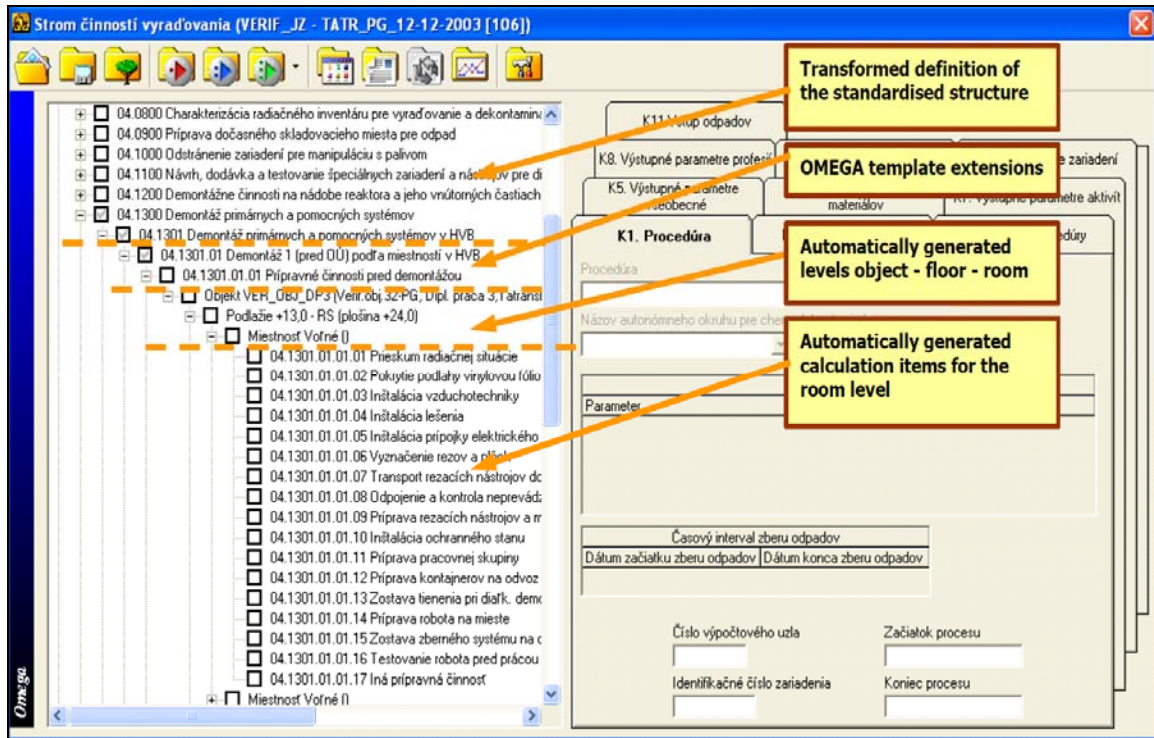 Strom činností vyraďovania (VERIF_JZ - TATR_PG_12-12-2003 [106])
Transformed definition of
the standardised structure
OMEGA template extensions
Automatically generated
levels object - floor - room
Automatically generated
calculation items for the
room level
04.0800 Charakterizácia radiačného inventáru pre vyraďovanie a dekontamin
04.0900 Príprava dočasného skladovacieho miesta pre odpad
04.1000 Odstránenie zariadení pre manipuláciu s palivom
04.1100 Návrh, dodávka a testovanie špeciálnych zariadení a nástrojov pre di
04.1200 Demontážne činnosti na nádobe reaktora a jeho vnútorných častiach
04.1300 Demontáž primárnych a pomocných systémov
04.1301 Demontáž primárnych a pomocných systémov v HVB
04.1301.01 Demontáž 1 (pred OÚ) podľa miestností v HVB
04.1301.01.01 Prípravné činnosti pred demontážou
Objekt VER_OBJ_DP3 (Verif.obj.32-PG, Dipl. práca 3,Tatransl
Podlažie +13,0 - RS (plošina +24,0)
Miestnosť Voľné ()
04.1301.01.01.01 Prieskum radiačnej situácie
04.1301.01.01.02 Pokrytie podlahy vinylovou fólio
04.1301.01.01.03 Inštalácia vzduchotechniky
04.1301.01.01.04 Inštalácia lešenia
04.1301.01.01.05 Inštalácia prípojky elektrického
04.1301.01.01.06 Vyznačenie rezov a plôch
04.1301.01.01.07 Transport rezacích nástrojov do
04.1301.01.01.08 Odpojenie a kontrola neprevádz
04.1301.01.01.09 Príprava rezacích nástrojov a m
04.1301.01.01.10 Inštalácia ochranného stanu
04.1301.01.01.11 Príprava pracovnej skupiny
04.1301.01.01.12 Príprava kontajnerov na odvoz
04.1301.01.01.13 Zostava tienenia pri diaľk. demo
04.1301.01.01.14 Príprava robota na mieste
04.1301.01.01.15 Zostava zberného systému na o
04.1301.01.01.16 Testovanie robota pred prácou
04.1301.01.01.17 Iná prípravná činnosť
Miestnosť Voľné ()
Omega
K11. Vstup odpadov
K8. Výstupné parametre profesií
zariadení
K5. Výstupné parametre
všeobecné
materiálov
K7. Výstupné parametre aktivít
K1. Procedúra
Procedúra
Názov autonómneho okruhu pre
Parameter
Časový interval zberu odpadov
Dátum začiatku zberu odpadov Dátum konca zberu odpadov
Číslo výpočtového uzla Začiatok procesu
Identifikačné číslo zariadenia Koniec procesu